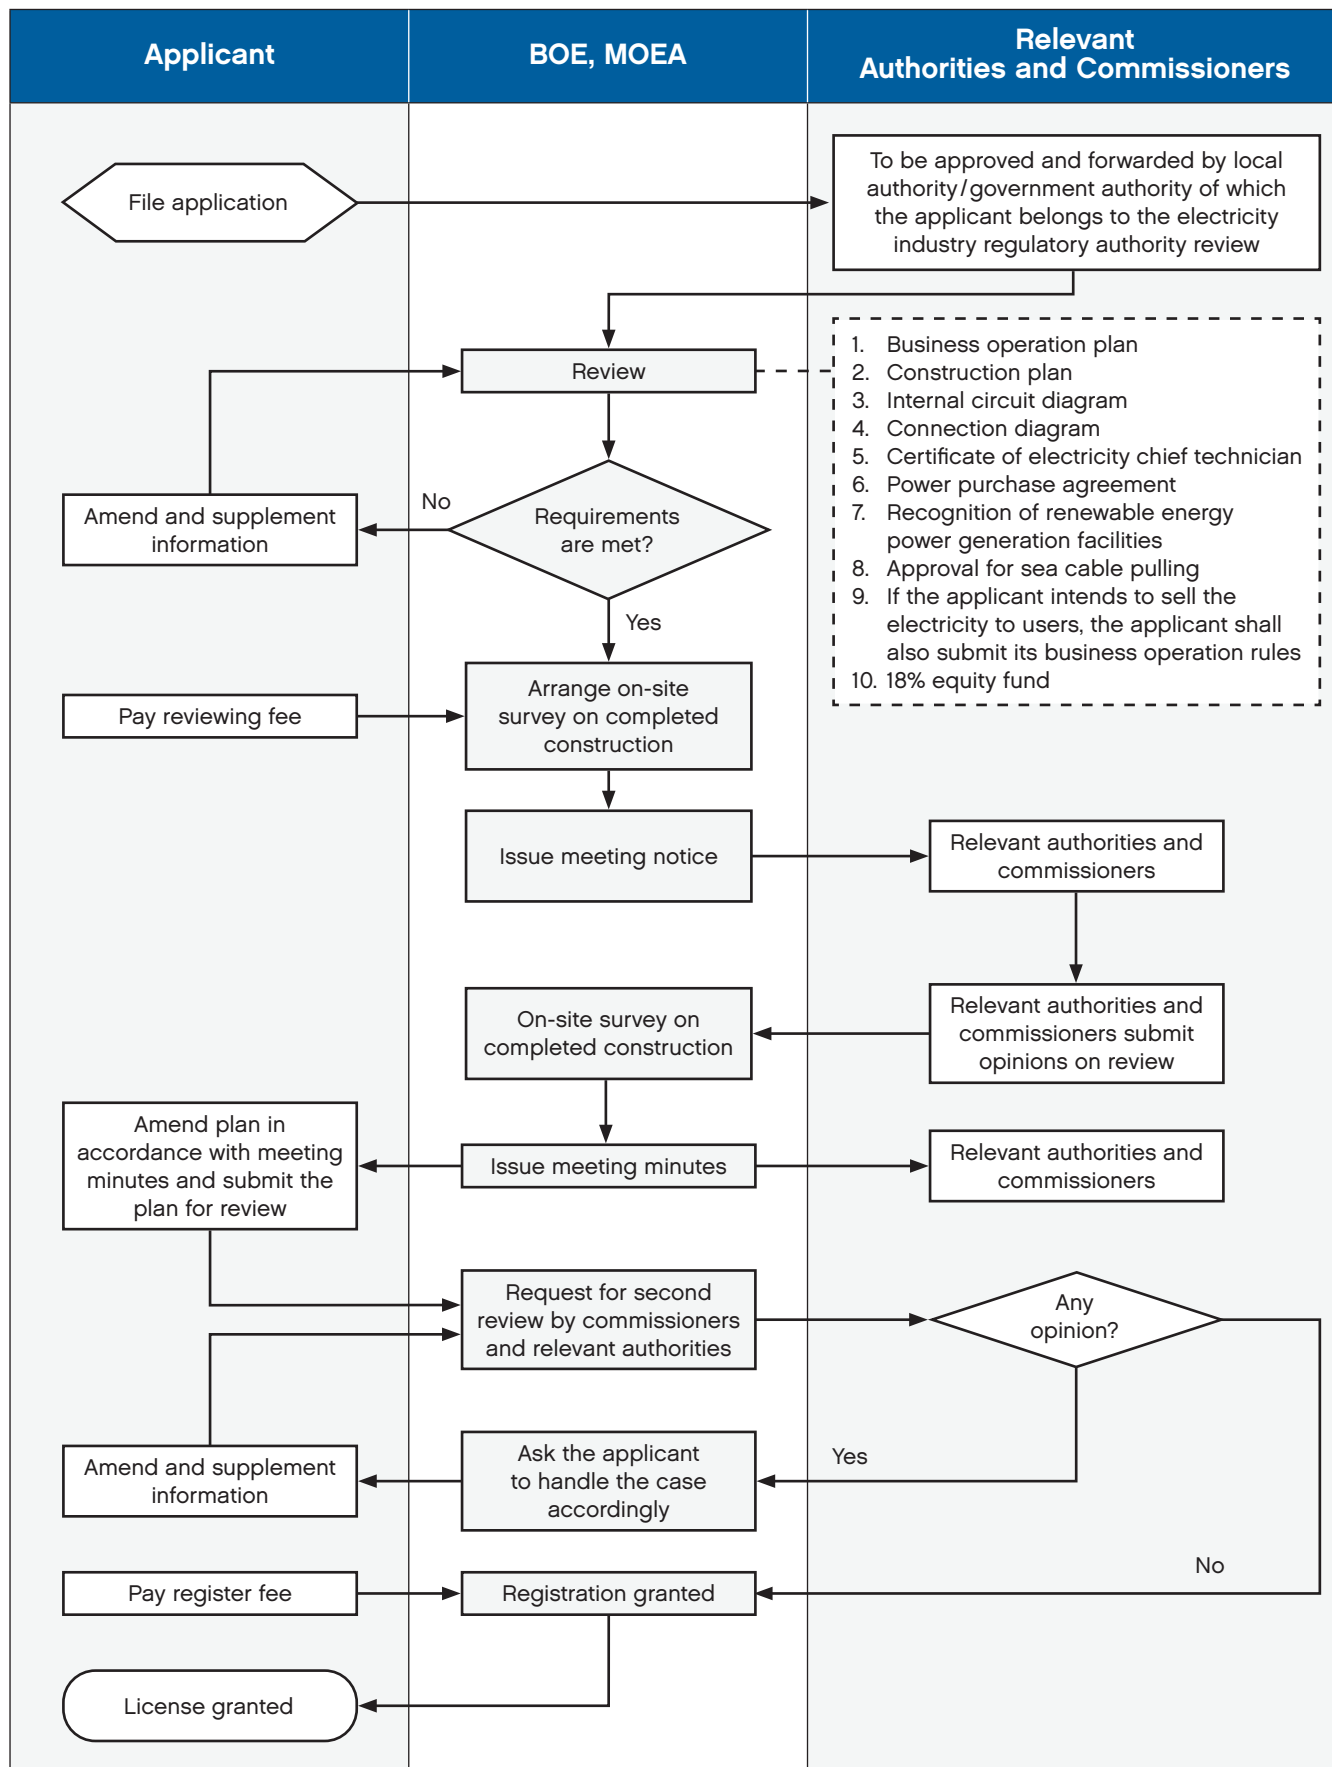 Applicant
BOE, MOEA
Relevant
Authorities and Commissioners
File application
To be approved and forwarded by local
authority/government authority of which
the applicant belongs to the electricity
industry regulatory authority review
Review
1. Business operation plan
2. Construction plan
3. Internal circuit diagram
4. Connection diagram
5. Certificate of electricity chief technician
6. Power purchase agreement
7. Recognition of renewable energy
power generation facilities
8. Approval for sea cable pulling
9. If the applicant intends to sell the
electricity to users, the applicant shall
also submit its business operation rules
10. 18% equity fund
No
Requirements
are met?
Amend and supplement
information
Yes
Pay reviewing fee
Arrange on-site
survey on completed
construction
Issue meeting notice
Relevant authorities and
commissioners
Relevant authorities and
commissioners submit
opinions on review
On-site survey on
completed construction
Amend plan in
accordance with meeting
minutes and submit the
plan for review
Issue meeting minutes
Relevant authorities and
commissioners
Request for second
review by commissioners
and relevant authorities
Any
opinion?
Yes
Ask the applicant
to handle the case
accordingly
Amend and supplement
information
No
Pay register fee
Registration granted
License granted